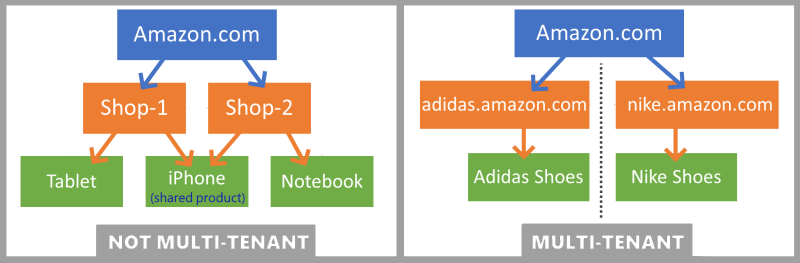 Amazon.com
Shop-1
Shop-2
Tablet
iPhone
(shared product)
Notebook
NOT MULTI-TENANT
Amazon.com
adidas.amazon.com
nike.amazon.com
Adidas Shoes
Nike Shoes
MULTI-TENANT